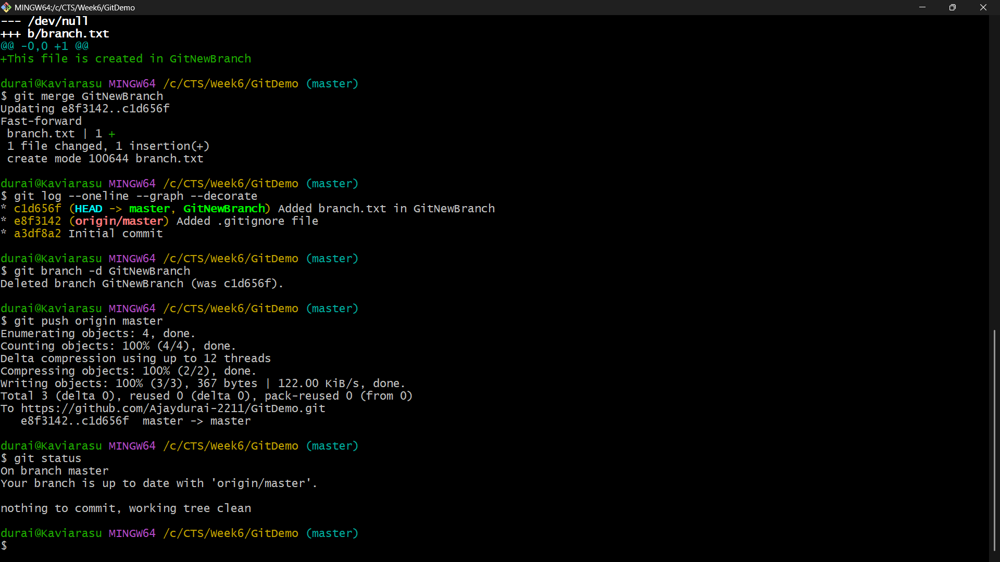 MINGW64:/c/CTS/Week6/GitDemo
--- /dev/null
+++ b/branch.txt
@@ -0,0 +1 @@
+This file is created in GitNewBranch
durai@Kaviarasu MINGW64 /c/CTS/Week6/GitDemo (master)
$ git merge GitNewBranch
Updating e8f3142..c1d656f
Fast-forward
 branch.txt | 1 +
 1 file changed, 1 insertion(+)
 create mode 100644 branch.txt
durai@Kaviarasu MINGW64 /c/CTS/Week6/GitDemo (master)
$ git log --oneline --graph --decorate
* c1d656f (HEAD -> master, GitNewBranch) Added branch.txt in GitNewBranch
* e8f3142 (origin/master) Added .gitignore file
* a3df8a2 Initial commit
durai@Kaviarasu MINGW64 /c/CTS/Week6/GitDemo (master)
$ git branch -d GitNewBranch
Deleted branch GitNewBranch (was c1d656f).
durai@Kaviarasu MINGW64 /c/CTS/Week6/GitDemo (master)
$ git push origin master
Enumerating objects: 4, done.
Counting objects: 100% (4/4), done.
Delta compression using up to 12 threads
Compressing objects: 100% (2/2), done.
Writing objects: 100% (3/3), 367 bytes | 122.00 KiB/s, done.
Total 3 (delta 0), reused 0 (delta 0), pack-reused 0 (from 0)
To https://github.com/Ajaydurai-2211/GitDemo.git
   e8f3142..c1d656f  master -> master
durai@Kaviarasu MINGW64 /c/CTS/Week6/GitDemo (master)
$ git status
On branch master
Your branch is up to date with 'origin/master'.
nothing to commit, working tree clean
durai@Kaviarasu MINGW64 /c/CTS/Week6/GitDemo (master)
$